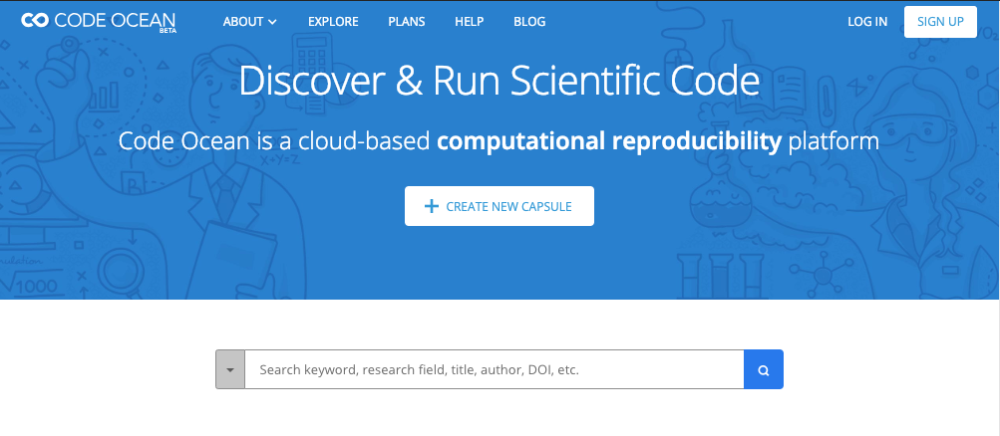 CODE OCEAN
BETA
ABOUT
EXPLORE
PLANS
HELP
BLOG
LOG IN
SIGN UP
Discover & Run Scientific Code
Code Ocean is a cloud-based computational reproducibility platform
x+y=z
CREATE NEW CAPSULE
1000
Search keyword, research field, title, author, DOI, etc.